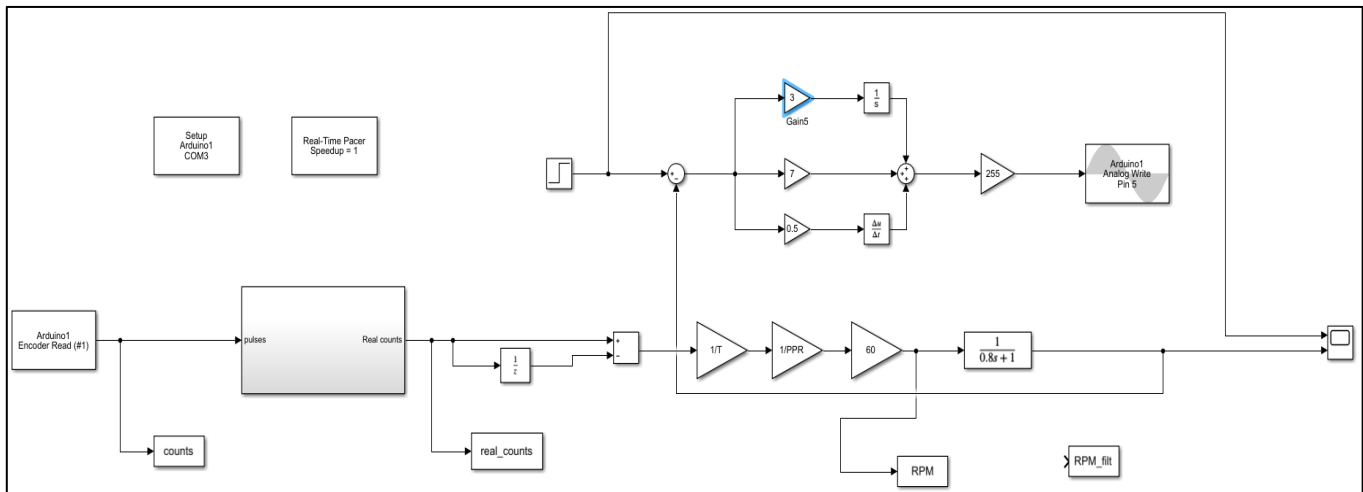 Setup
Arduino1
COM3
Real-Time Pacer
Speedup = 1
3
Gain5
1
s
+
-
7
+
+
+
255
Arduino1
Analog Write
Pin 5
0.5
Δu
Δt
Arduino1
Encoder Read (#1)
pulses
Real counts
1
z
+
−
1/T
1/PPR
60
1
0.8s + 1
counts
real_counts
RPM
RPM_filt